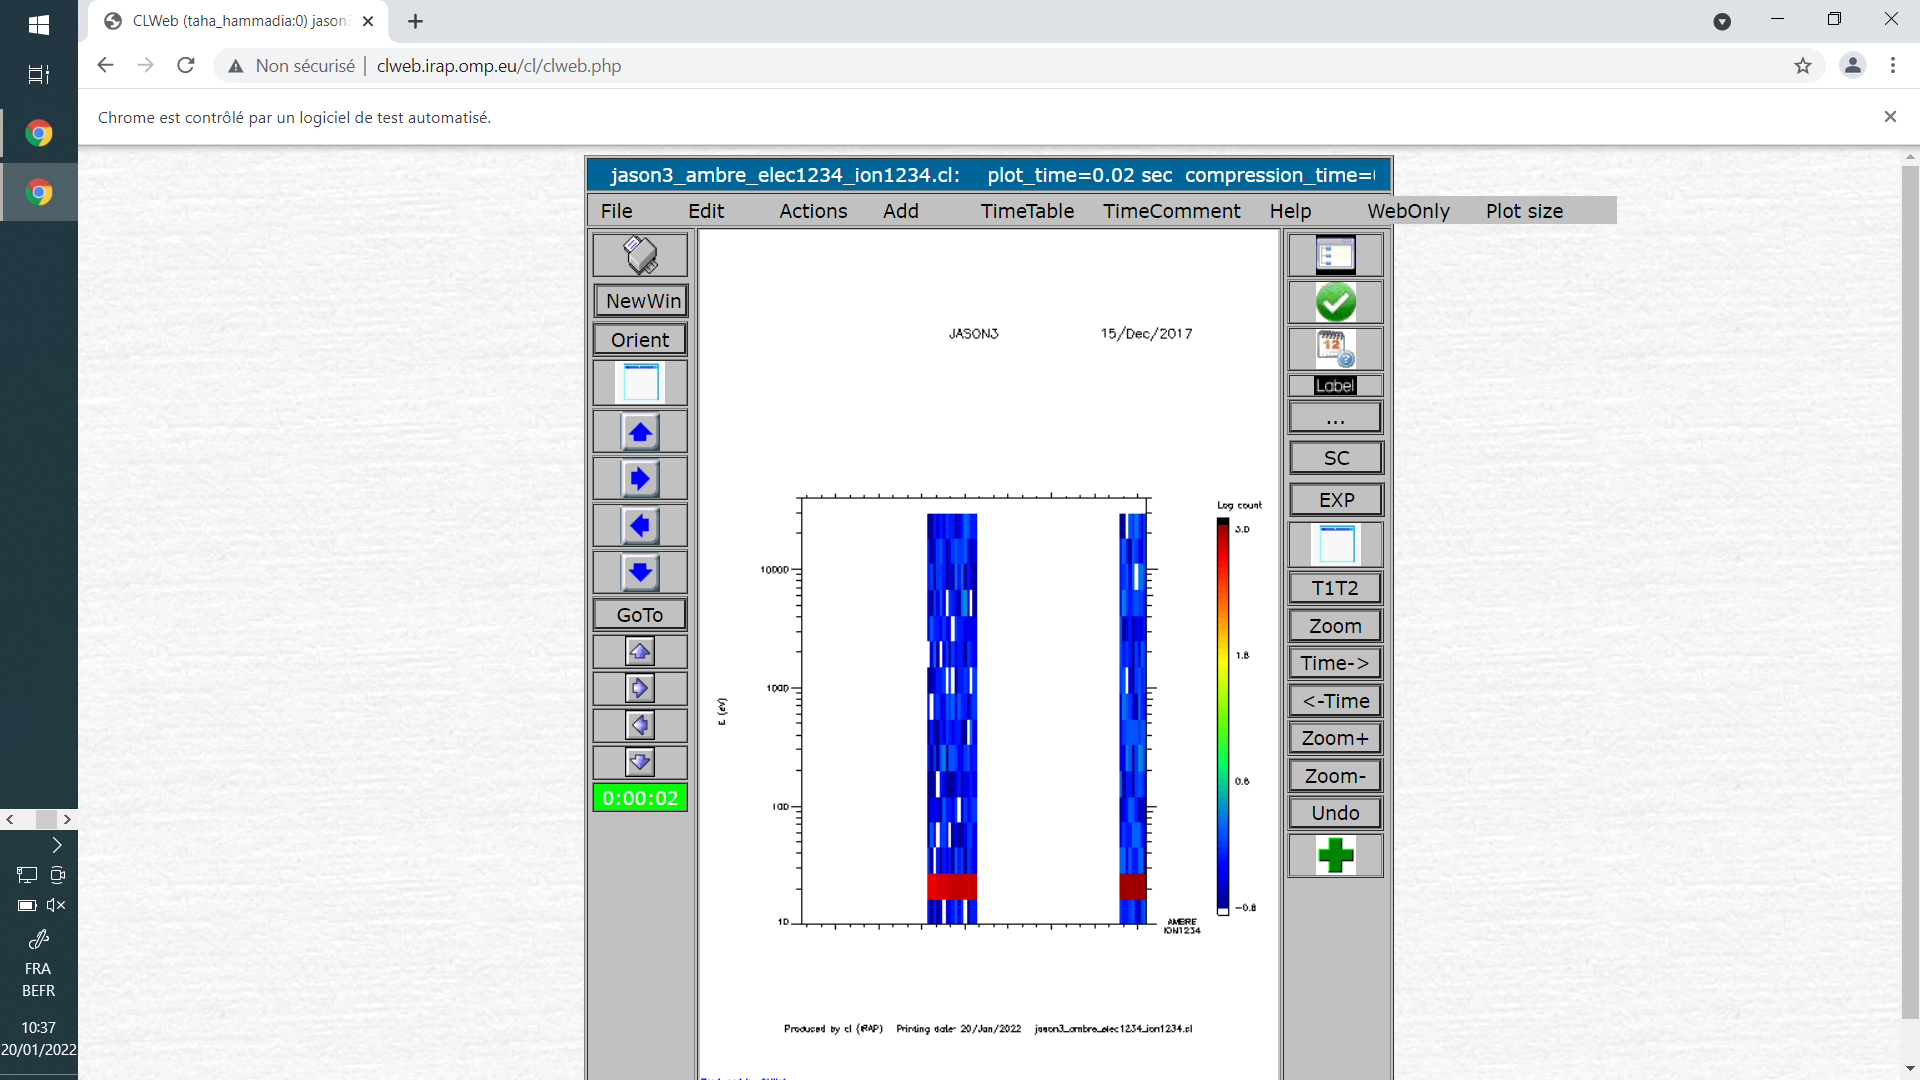 CLWeb (taha_hammadia:0) jason3
Non sécurisé | clweb.irap.omp.eu/cl/clweb.php
Chrome est contrôlé par un logiciel de test automatisé.
jason3_ambre_elec1234_ion1234.cl: plot_time=0.02 sec compression_time=
File Edit Actions Add TimeTable TimeComment Help WebOnly Plot size
NewWin
Orient
GoTo
0:00:02
JASON3 15/Dec/2017
Log count
3.0
1.8
0.6
-0.6
10000
1000
100
10
E (eV)
AMBRE
ION1234
Produced by cl (IRAP) Printing date: 20/Jan/2022 jason3_ambre_elec1234_ion1234.cl
12
Label
...
SC
EXP
T1T2
Zoom
Time->
<-Time
Zoom+
Zoom-
Undo
FRA
BEFR
10:37
20/01/2022